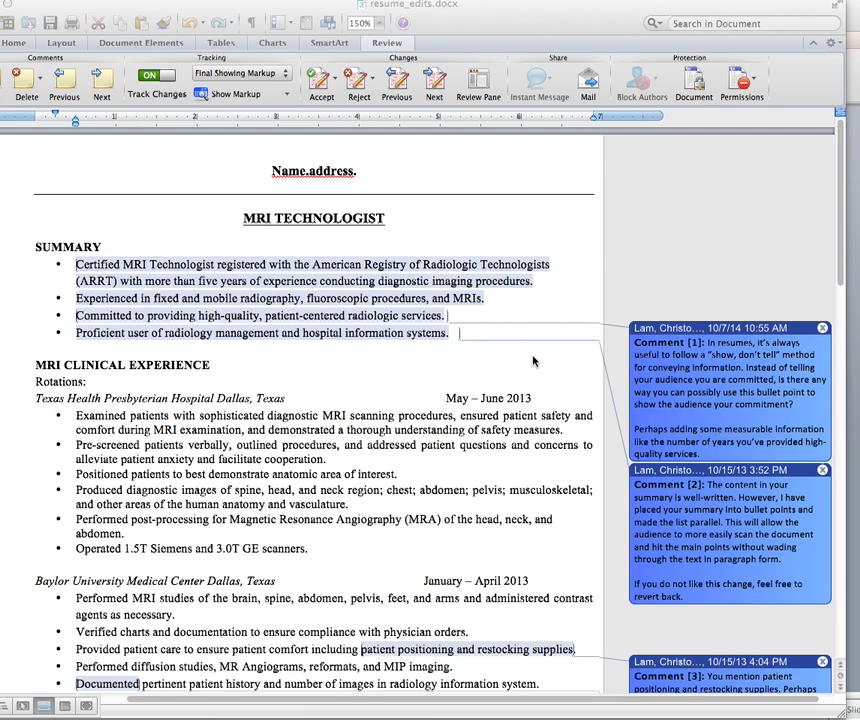 resume_edits.docx
150%
Search in Document
Home Layout Document Elements Tables Charts SmartArt Review
Comments Tracking Changes Share Protection
ON
Final Showing Markup
Show Markup
Delete Previous Next Track Changes Accept Reject Previous Next Review Pane Instant Message Mail Block Authors Document Permissions
1 2 3 4 5 6 7
Name.address.
MRI TECHNOLOGIST
SUMMARY
• Certified MRI Technologist registered with the American Registry of Radiologic Technologists
(ARRT) with more than five years of experience conducting diagnostic imaging procedures.
• Experienced in fixed and mobile radiography, fluoroscopic procedures, and MRIs.
• Committed to providing high-quality, patient-centered radiologic services.
• Proficient user of radiology management and hospital information systems.
MRI CLINICAL EXPERIENCE
Rotations:
Texas Health Presbyterian Hospital Dallas, Texas May – June 2013
• Examined patients with sophisticated diagnostic MRI scanning procedures, ensured patient safety and
comfort during MRI examination, and demonstrated a thorough understanding of safety measures.
• Pre-screened patients verbally, outlined procedures, and addressed patient questions and concerns to
alleviate patient anxiety and facilitate cooperation.
• Positioned patients to best demonstrate anatomic area of interest.
• Produced diagnostic images of spine, head, and neck region; chest; abdomen; pelvis; musculoskeletal;
and other areas of the human anatomy and vasculature.
• Performed post-processing for Magnetic Resonance Angiography (MRA) of the head, neck, and
abdomen.
• Operated 1.5T Siemens and 3.0T GE scanners.
Baylor University Medical Center Dallas, Texas January – April 2013
• Performed MRI studies of the brain, spine, abdomen, pelvis, feet, and arms and administered contrast
agents as necessary.
• Verified charts and documentation to ensure compliance with physician orders.
• Provided patient care to ensure patient comfort including patient positioning and restocking supplies.
• Performed diffusion studies, MR Angiograms, reformats, and MIP imaging.
• Documented pertinent patient history and number of images in radiology information system.
Lam, Christo..., 10/7/14 10:55 AM
Comment [1]: In resumes, it's always
useful to follow a "show, don't tell" method
for conveying information. Instead of telling
your audience you are committed, is there any
way you can possibly use this bullet point to
show the audience your commitment?
Perhaps adding some measurable information
like the number of years you've provided high-
quality services.
Lam, Christo..., 10/15/13 3:52 PM
Comment [2]: The content in your
summary is well-written. However, I have
placed your summary into bullet points and
made the list parallel. This will allow the
audience to more easily scan the document
and hit the main points without wading
through the text in paragraph form.
If you do not like this change, feel free to
revert back.
Lam, Christo..., 10/15/13 4:04 PM
Comment [3]: You mention patient
positioning and restocking supplies. Perhaps